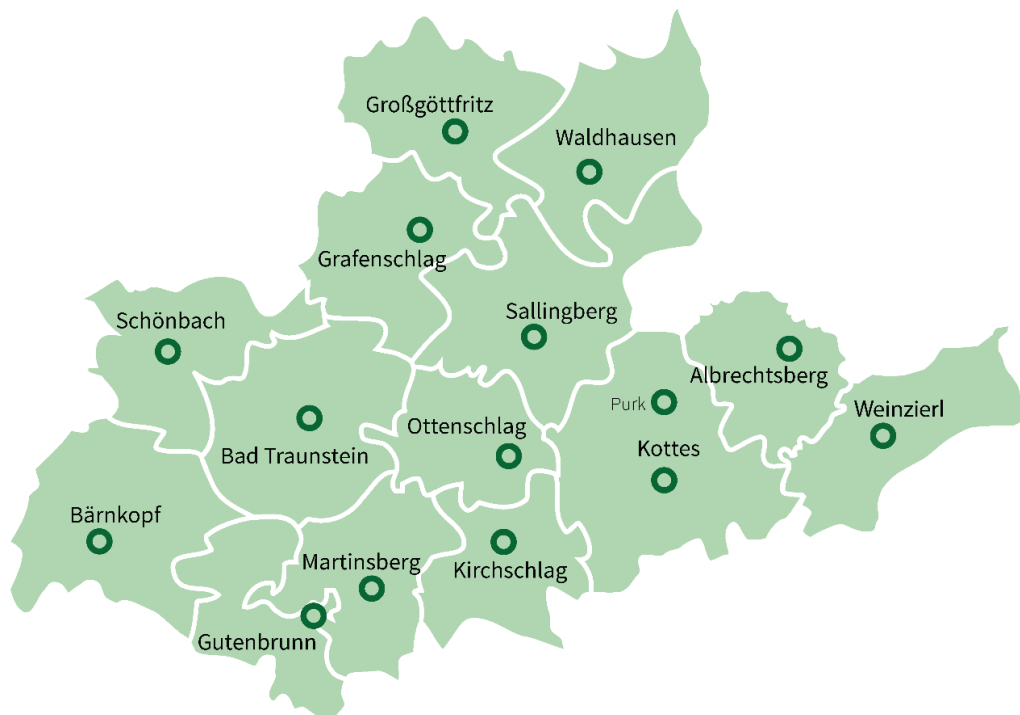 Großgöttfritz
Waldhausen
Grafenschlag
Sallingberg
Schönbach
Albrechtsberg
Purk
Weinzierl
Ottenschlag
Kottes
Bad Traunstein
Bärnkopf
Martinsberg
Kirchschlag
Gutenbrunn